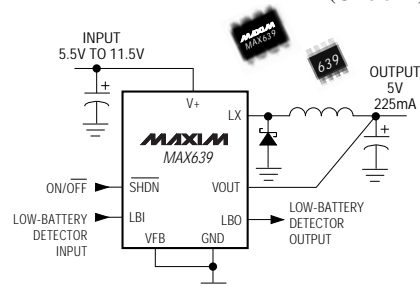 INPUT
5.5V TO 11.5V
MAXIM
MAX639
639
OUTPUT
5V
225mA
V+
LX
MAXIM
MAX639
ON/OFF
SHDN
VOUT
LOW-BATTERY
DETECTOR
INPUT
LBI
LBO
LOW-BATTERY
DETECTOR
OUTPUT
VFB
GND